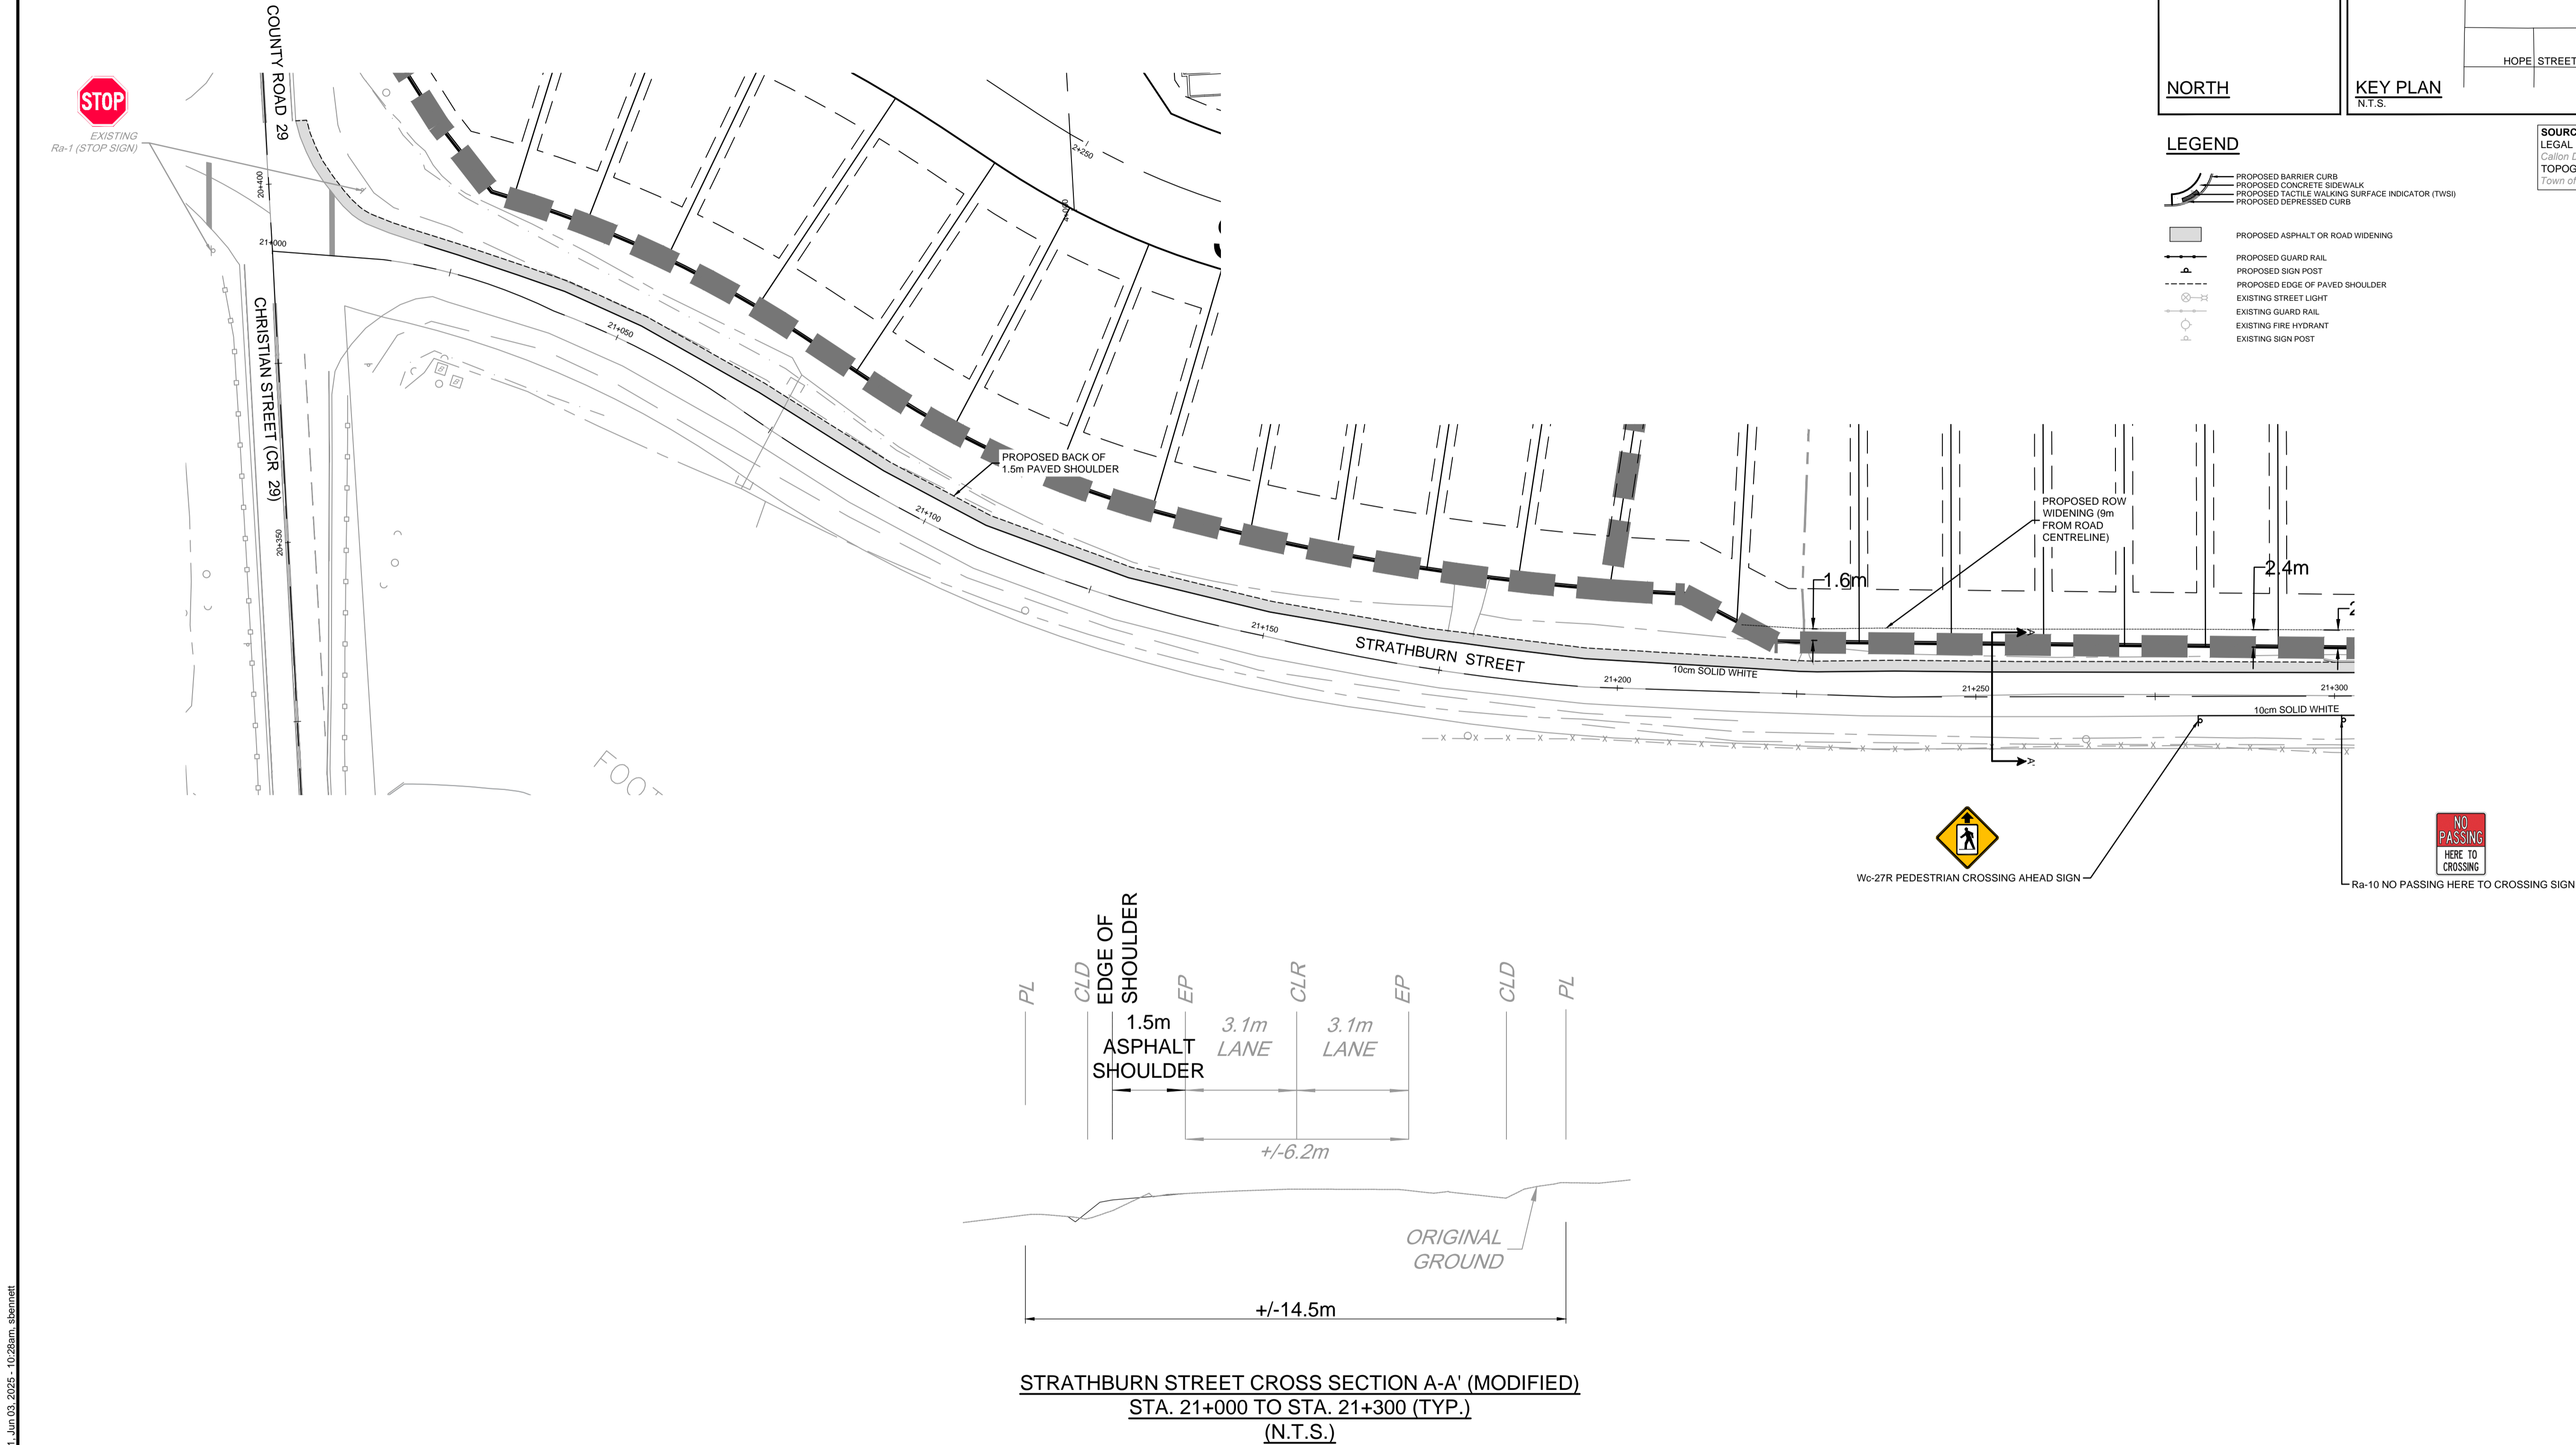 COUNTY ROAD 29
STOP
EXISTING
Ra-1 (STOP SIGN)
20+400
21+000
CHRISTIAN STREET (CR 29)
20+350
21+050
2+250
PROPOSED BACK OF
1.5m PAVED SHOULDER
21+100
21+150
STRATHBURN STREET
10cm SOLID WHITE
21+200
1.6m
PROPOSED ROW
WIDENING (9m
FROM ROAD
CENTRELINE)
2.4m
2
A
21+250
21+300
10cm SOLID WHITE
A'
FOOT
NORTH
KEY PLAN
N.T.S.
HOPE STREET
LEGEND
PROPOSED BARRIER CURB
PROPOSED CONCRETE SIDEWALK
PROPOSED TACTILE WALKING SURFACE INDICATOR (TWSI)
PROPOSED DEPRESSED CURB
PROPOSED ASPHALT OR ROAD WIDENING
PROPOSED GUARD RAIL
PROPOSED SIGN POST
PROPOSED EDGE OF PAVED SHOULDER
EXISTING STREET LIGHT
EXISTING GUARD RAIL
EXISTING FIRE HYDRANT
EXISTING SIGN POST
SOURC
LEGAL
Callon D
TOPOG
Town of
Wc-27R PEDESTRIAN CROSSING AHEAD SIGN
NO
PASSING
HERE TO
CROSSING
Ra-10 NO PASSING HERE TO CROSSING SIGN
PL
CLD
EDGE OF
SHOULDER
EP
CLR
EP
CLD
PL
1.5m
ASPHALT
SHOULDER
3.1m
LANE
3.1m
LANE
+/-6.2m
ORIGINAL
GROUND
+/-14.5m
STRATHBURN STREET CROSS SECTION A-A' (MODIFIED)
STA. 21+000 TO STA. 21+300 (TYP.)
(N.T.S.)
1, Jun 03, 2025 - 10:28am, sbennett